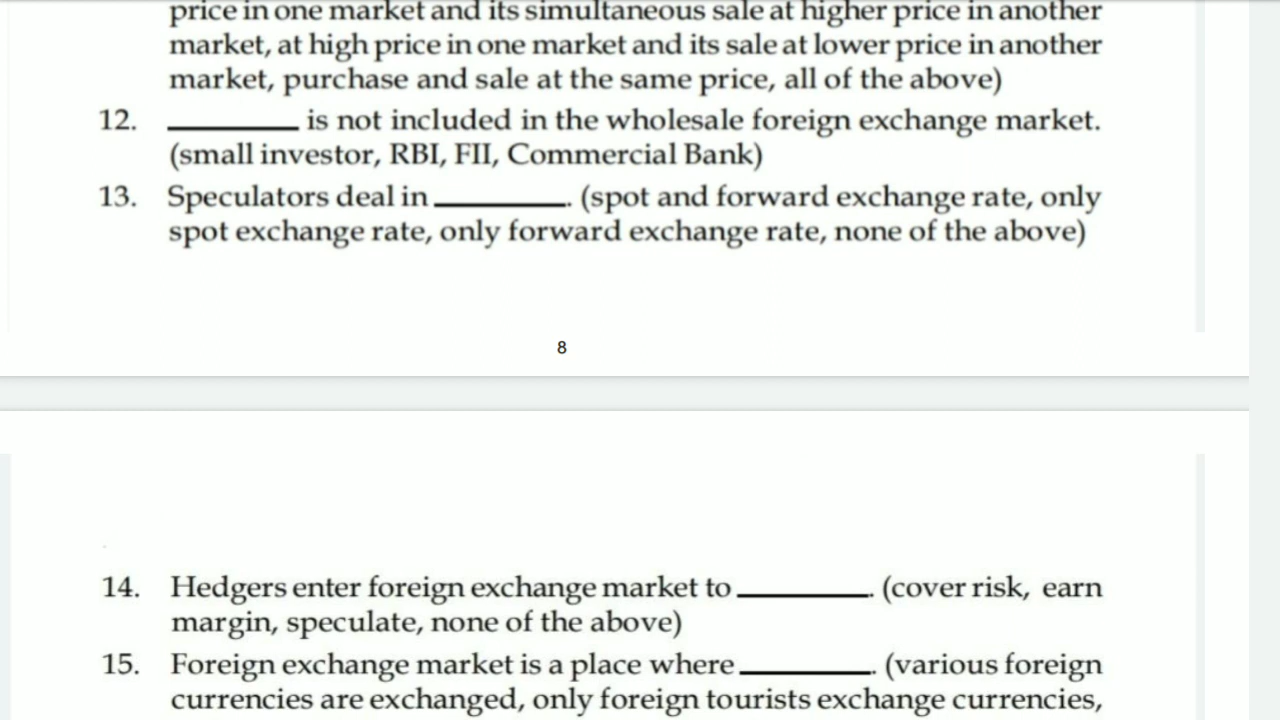 price in one market and its simultaneous sale at higher price in another
market, at high price in one market and its sale at lower price in another
market, purchase and sale at the same price, all of the above)
12. ________ is not included in the wholesale foreign exchange market.
(small investor, RBI, FII, Commercial Bank)
13. Speculators deal in ________. (spot and forward exchange rate, only
spot exchange rate, only forward exchange rate, none of the above)
8
14. Hedgers enter foreign exchange market to ________. (cover risk, earn
margin, speculate, none of the above)
15. Foreign exchange market is a place where ________. (various foreign
currencies are exchanged, only foreign tourists exchange currencies,